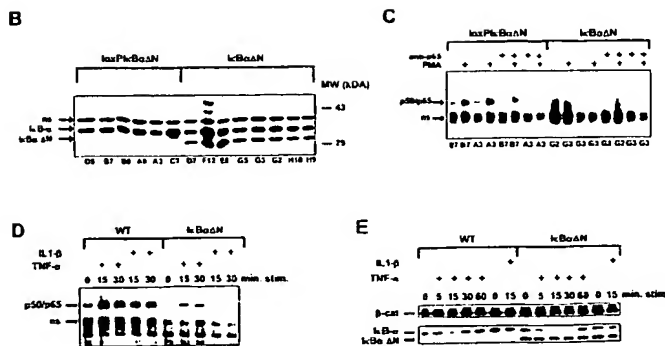 B
loxPIκBαΔN IκBαΔN
MW (kDA)
ns
IκB-α
IκBα ΔN
43
29
D6 B7 B8 A6 A3 C7 D7 F12 E8 G5 G3 G2 H10 H9
C
loxPIκBαΔN IκBαΔN
anti-p65 + + + + + + + +
PMA + + + + + + + +
p50/p65
ns
B7 B7 A3 A3 B7 B7 A3 A3 G2 G2 G3 G3 G2 G2 G3 G3
D
WT IκBαΔN
IL1-β + + + +
TNF-α + + + +
0 15 30 15 30 0 15 30 15 30 min. stim.
p50/p65
ns
E
WT IκBαΔN
IL1-β + +
TNF-α + + + + + + + +
0 5 15 30 60 0 15 0 5 15 30 60 0 15 min. stim.
β-cat
IκB-α
IκBα ΔN